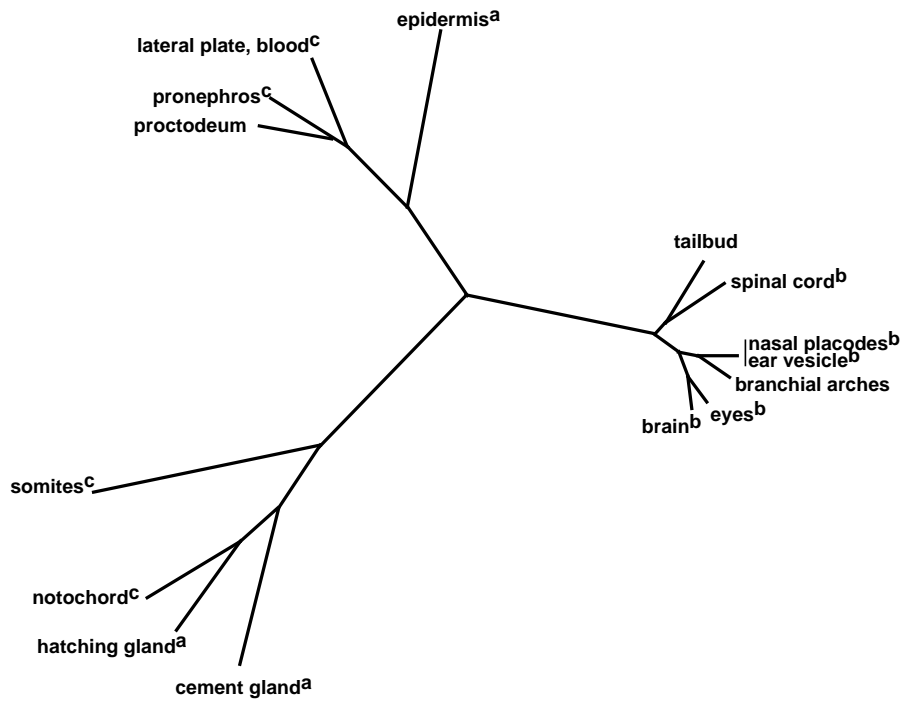 epidermisa
lateral plate, bloodc
pronephrosc
proctodeum
tailbud
spinal cordb
nasal placodesb
ear vesicleb
branchial arches
eyesb
brainb
somitesc
notochordc
hatching glanda
cement glanda